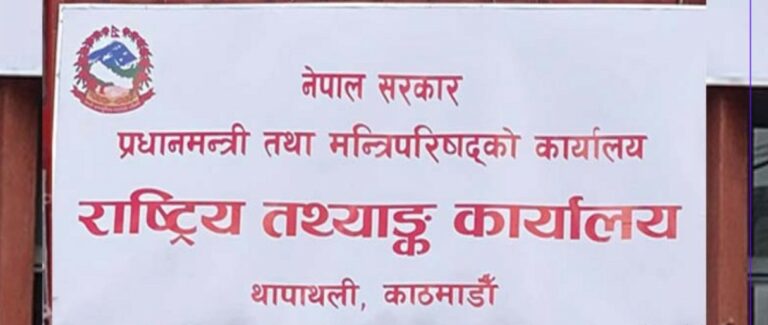 नेपाल सरकार
प्रधानमन्त्री तथा मन्त्रिपरिषद्को कार्यालय
राष्ट्रिय तथ्याङ्क कार्यालय
थापाथली, काठमाडौँ